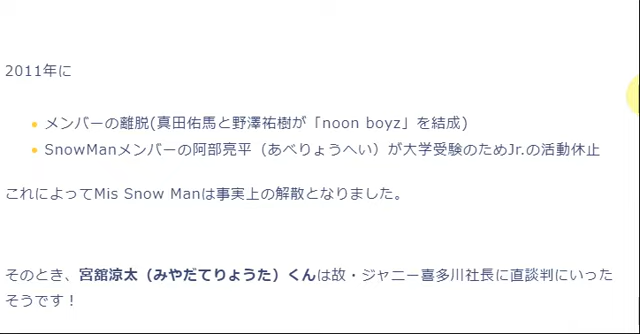 2011年に
メンバーの離脱(真田佑馬と野澤祐樹が「noon boyz」を結成)
SnowManメンバーの阿部亮平（あべりょうへい）が大学受験のためJr.の活動休止
これによってMis Snow Manは事実上の解散となりました。
そのとき、宮舘涼太（みやだてりょうた）くんは故・ジャニー喜多川社長に直談判にいった
そうです！